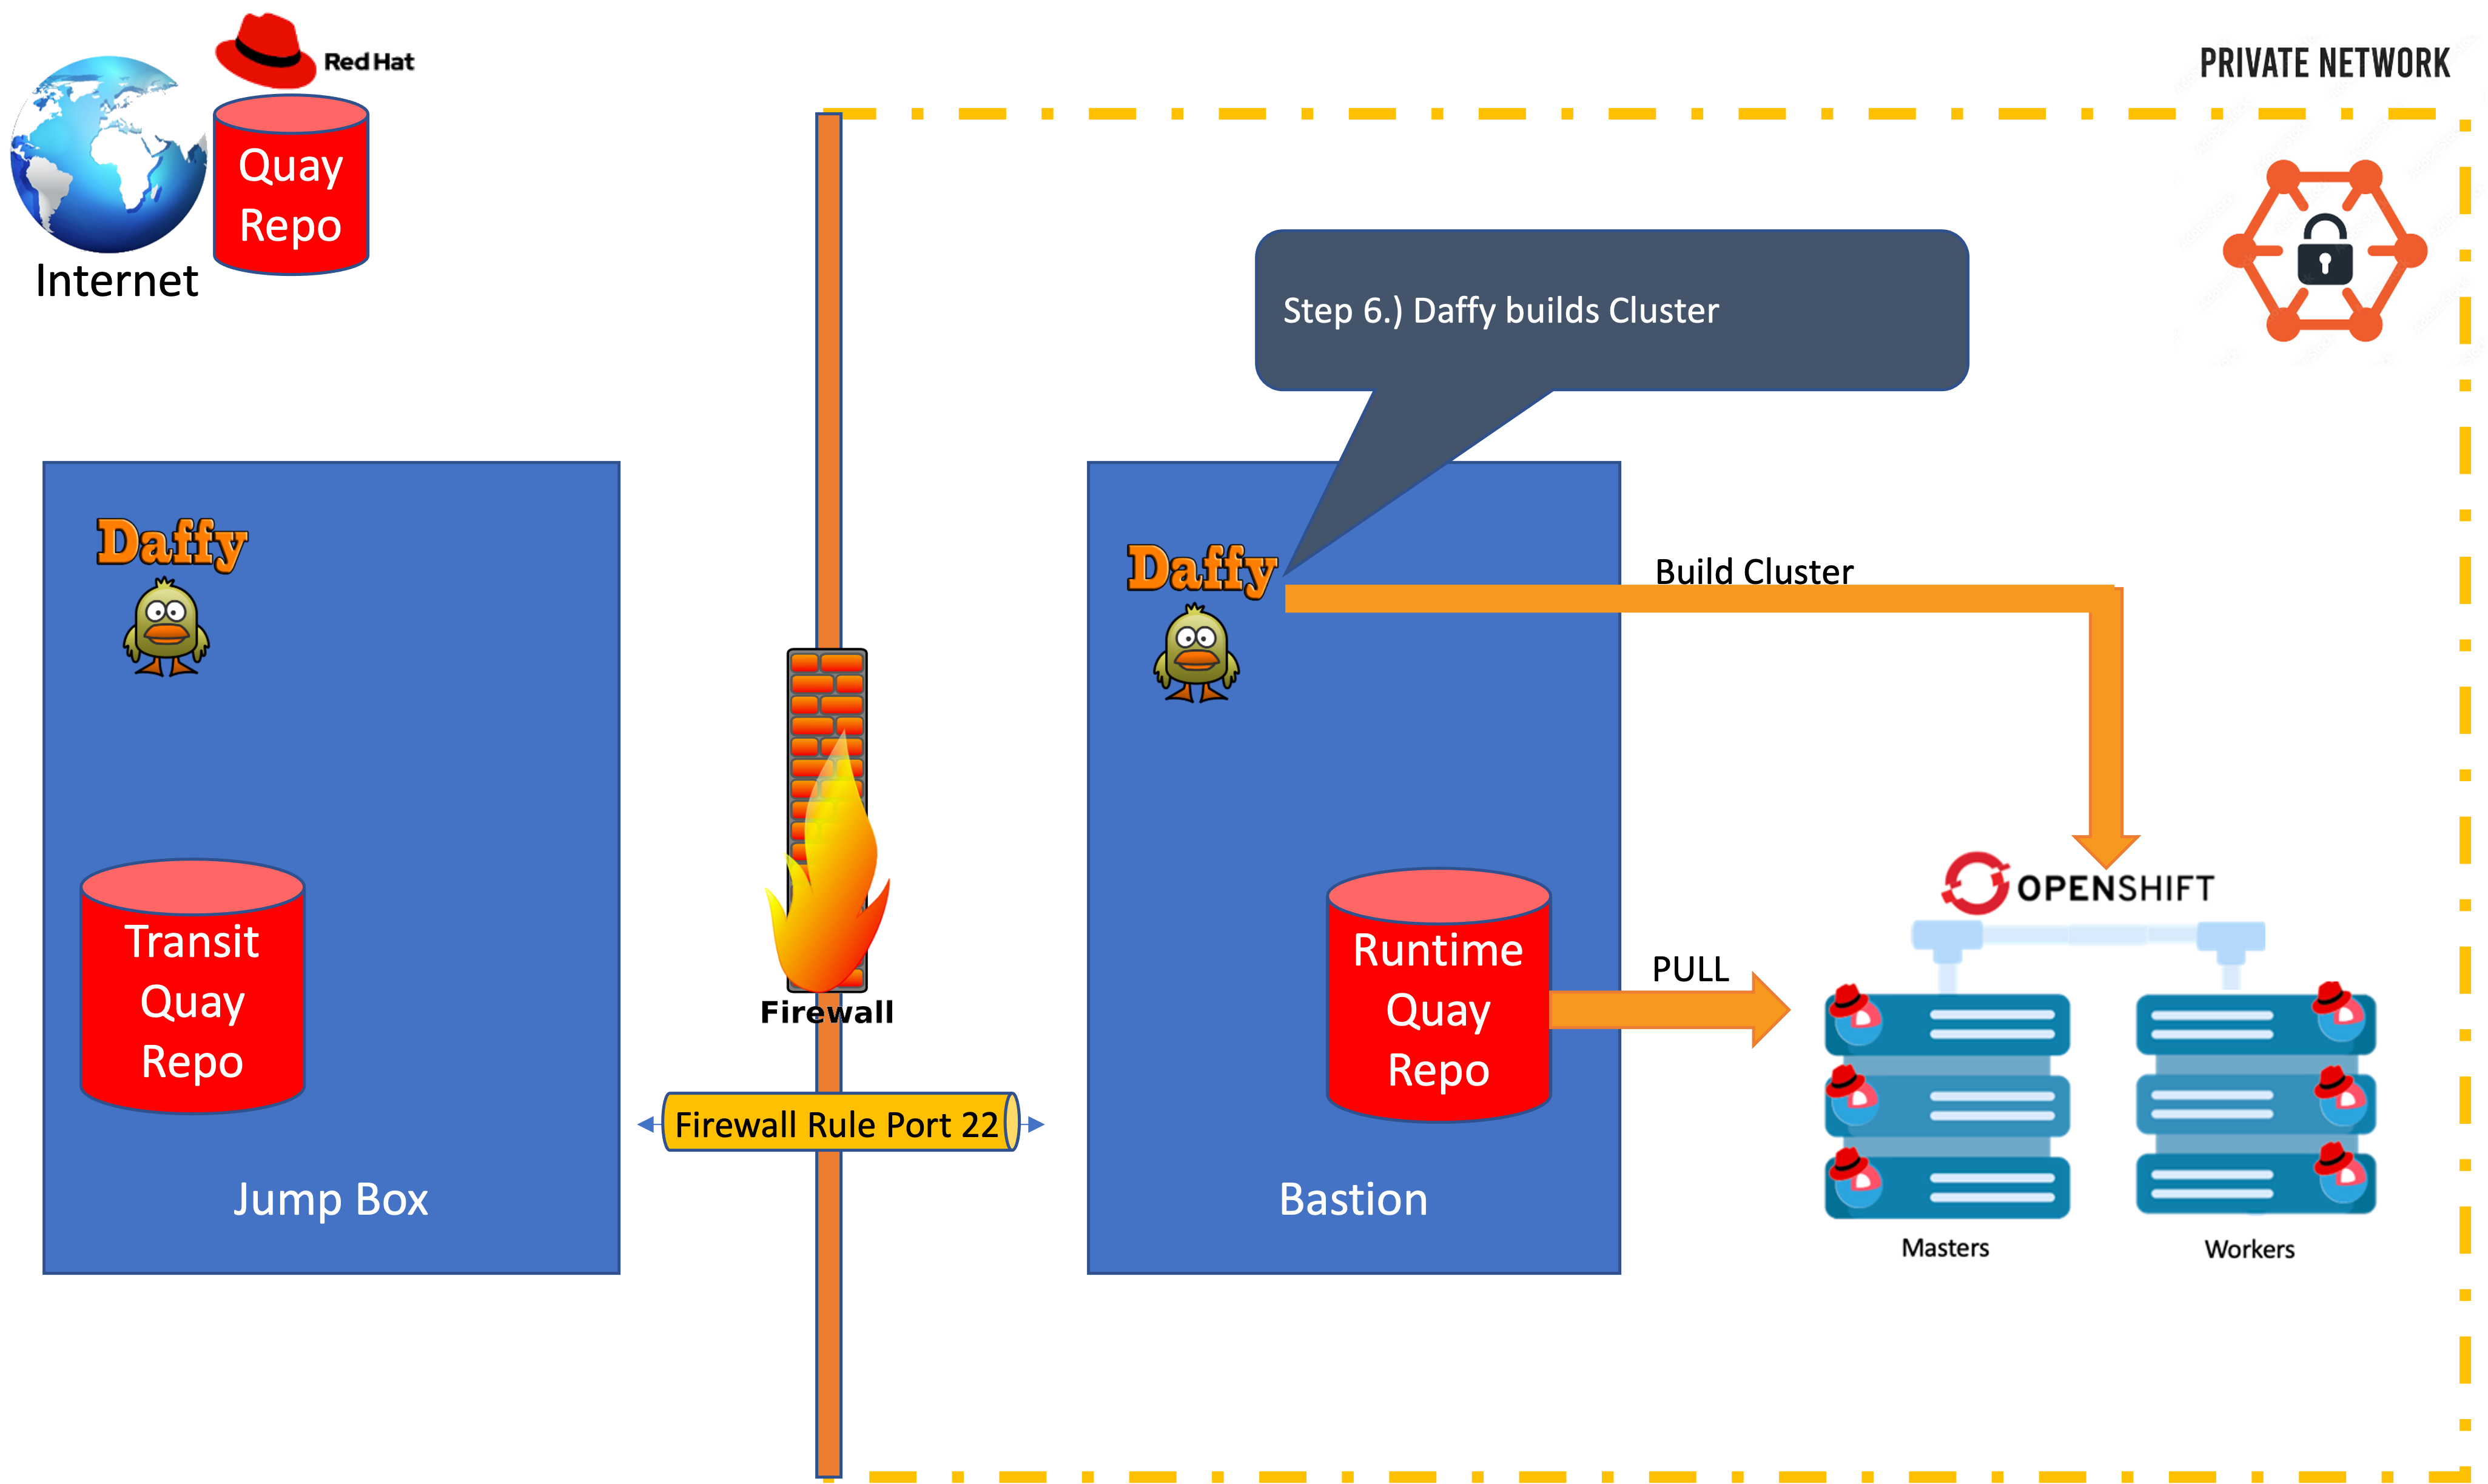 Red Hat
Quay
Repo
Internet
PRIVATE NETWORK
Step 6.) Daffy builds Cluster
Daffy
Daffy
Build Cluster
OPENSHIFT
Transit
Quay
Repo
Runtime
Quay
Repo
PULL
Firewall
Firewall Rule Port 22
Jump Box
Bastion
Masters
Workers